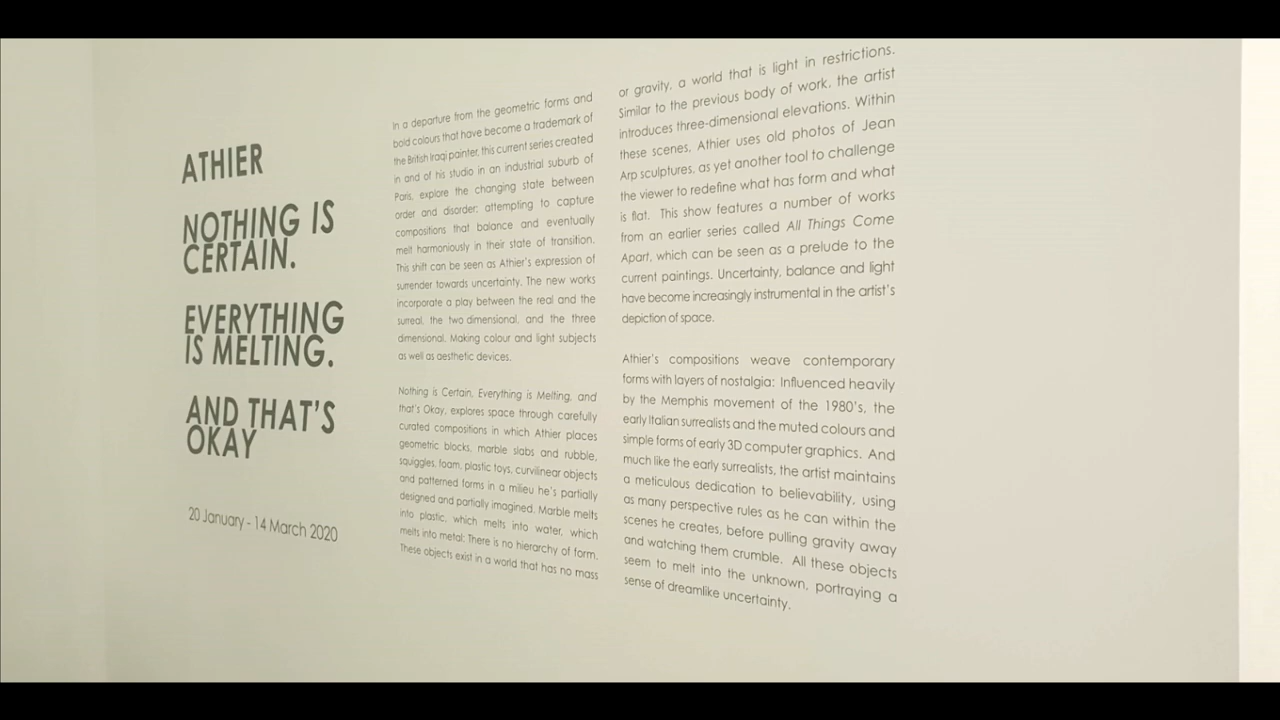 ATHIER
NOTHING IS
CERTAIN.
EVERYTHING
IS MELTING.
AND THAT'S
OKAY
20 January - 14 March 2020
In a departure from the geometric forms and
bold colours that have become a trademark of
the British Iraqi painter, this current series created
in and of his studio in an industrial suburb of
Paris, explore the changing state between
order and disorder; attempting to capture
compositions that balance and eventually
melt harmoniously in their state of transition.
This shift can be seen as Athier's expression of
surrender towards uncertainty. The new works
incorporate a play between the real and the
surreal, the two dimensional, and the three
dimensional. Making colour and light subjects
as well as aesthetic devices.
Nothing is Certain, Everything is Melting, and
that's Okay, explores space through carefully
curated compositions in which Athier places
geometric blocks, marble slabs and rubble,
squiggles, foam, plastic toys, curvilinear objects
and patterned forms in a milieu he's partially
designed and partially imagined. Marble melts
into plastic, which melts into water, which
melts into metal; There is no hierarchy of form.
These objects exist in a world that has no mass
or gravity, a world that is light in restrictions.
Similar to the previous body of work, the artist
introduces three-dimensional elevations. Within
these scenes, Athier uses old photos of Jean
Arp sculptures, as yet another tool to challenge
the viewer to redefine what has form and what
is flat. This show features a number of works
from an earlier series called All Things Come
Apart, which can be seen as a prelude to the
current paintings. Uncertainty, balance and light
have become increasingly instrumental in the artist's
depiction of space.
Athier's compositions weave contemporary
forms with layers of nostalgia: Influenced heavily
by the Memphis movement of the 1980's, the
early Italian surrealists and the muted colours and
simple forms of early 3D computer graphics. And
much like the early surrealists, the artist maintains
a meticulous dedication to believability, using
as many perspective rules as he can within the
scenes he creates, before pulling gravity away
and watching them crumble. All these objects
seem to melt into the unknown, portraying a
sense of dreamlike uncertainty.